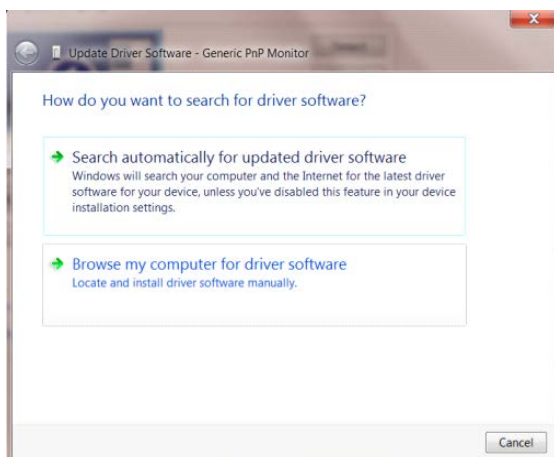 Update Driver Software - Generic PnP Monitor
How do you want to search for driver software?
Search automatically for updated driver software
Windows will search your computer and the Internet for the latest driver
software for your device, unless you've disabled this feature in your device
installation settings.
Browse my computer for driver software
Locate and install driver software manually.
Cancel